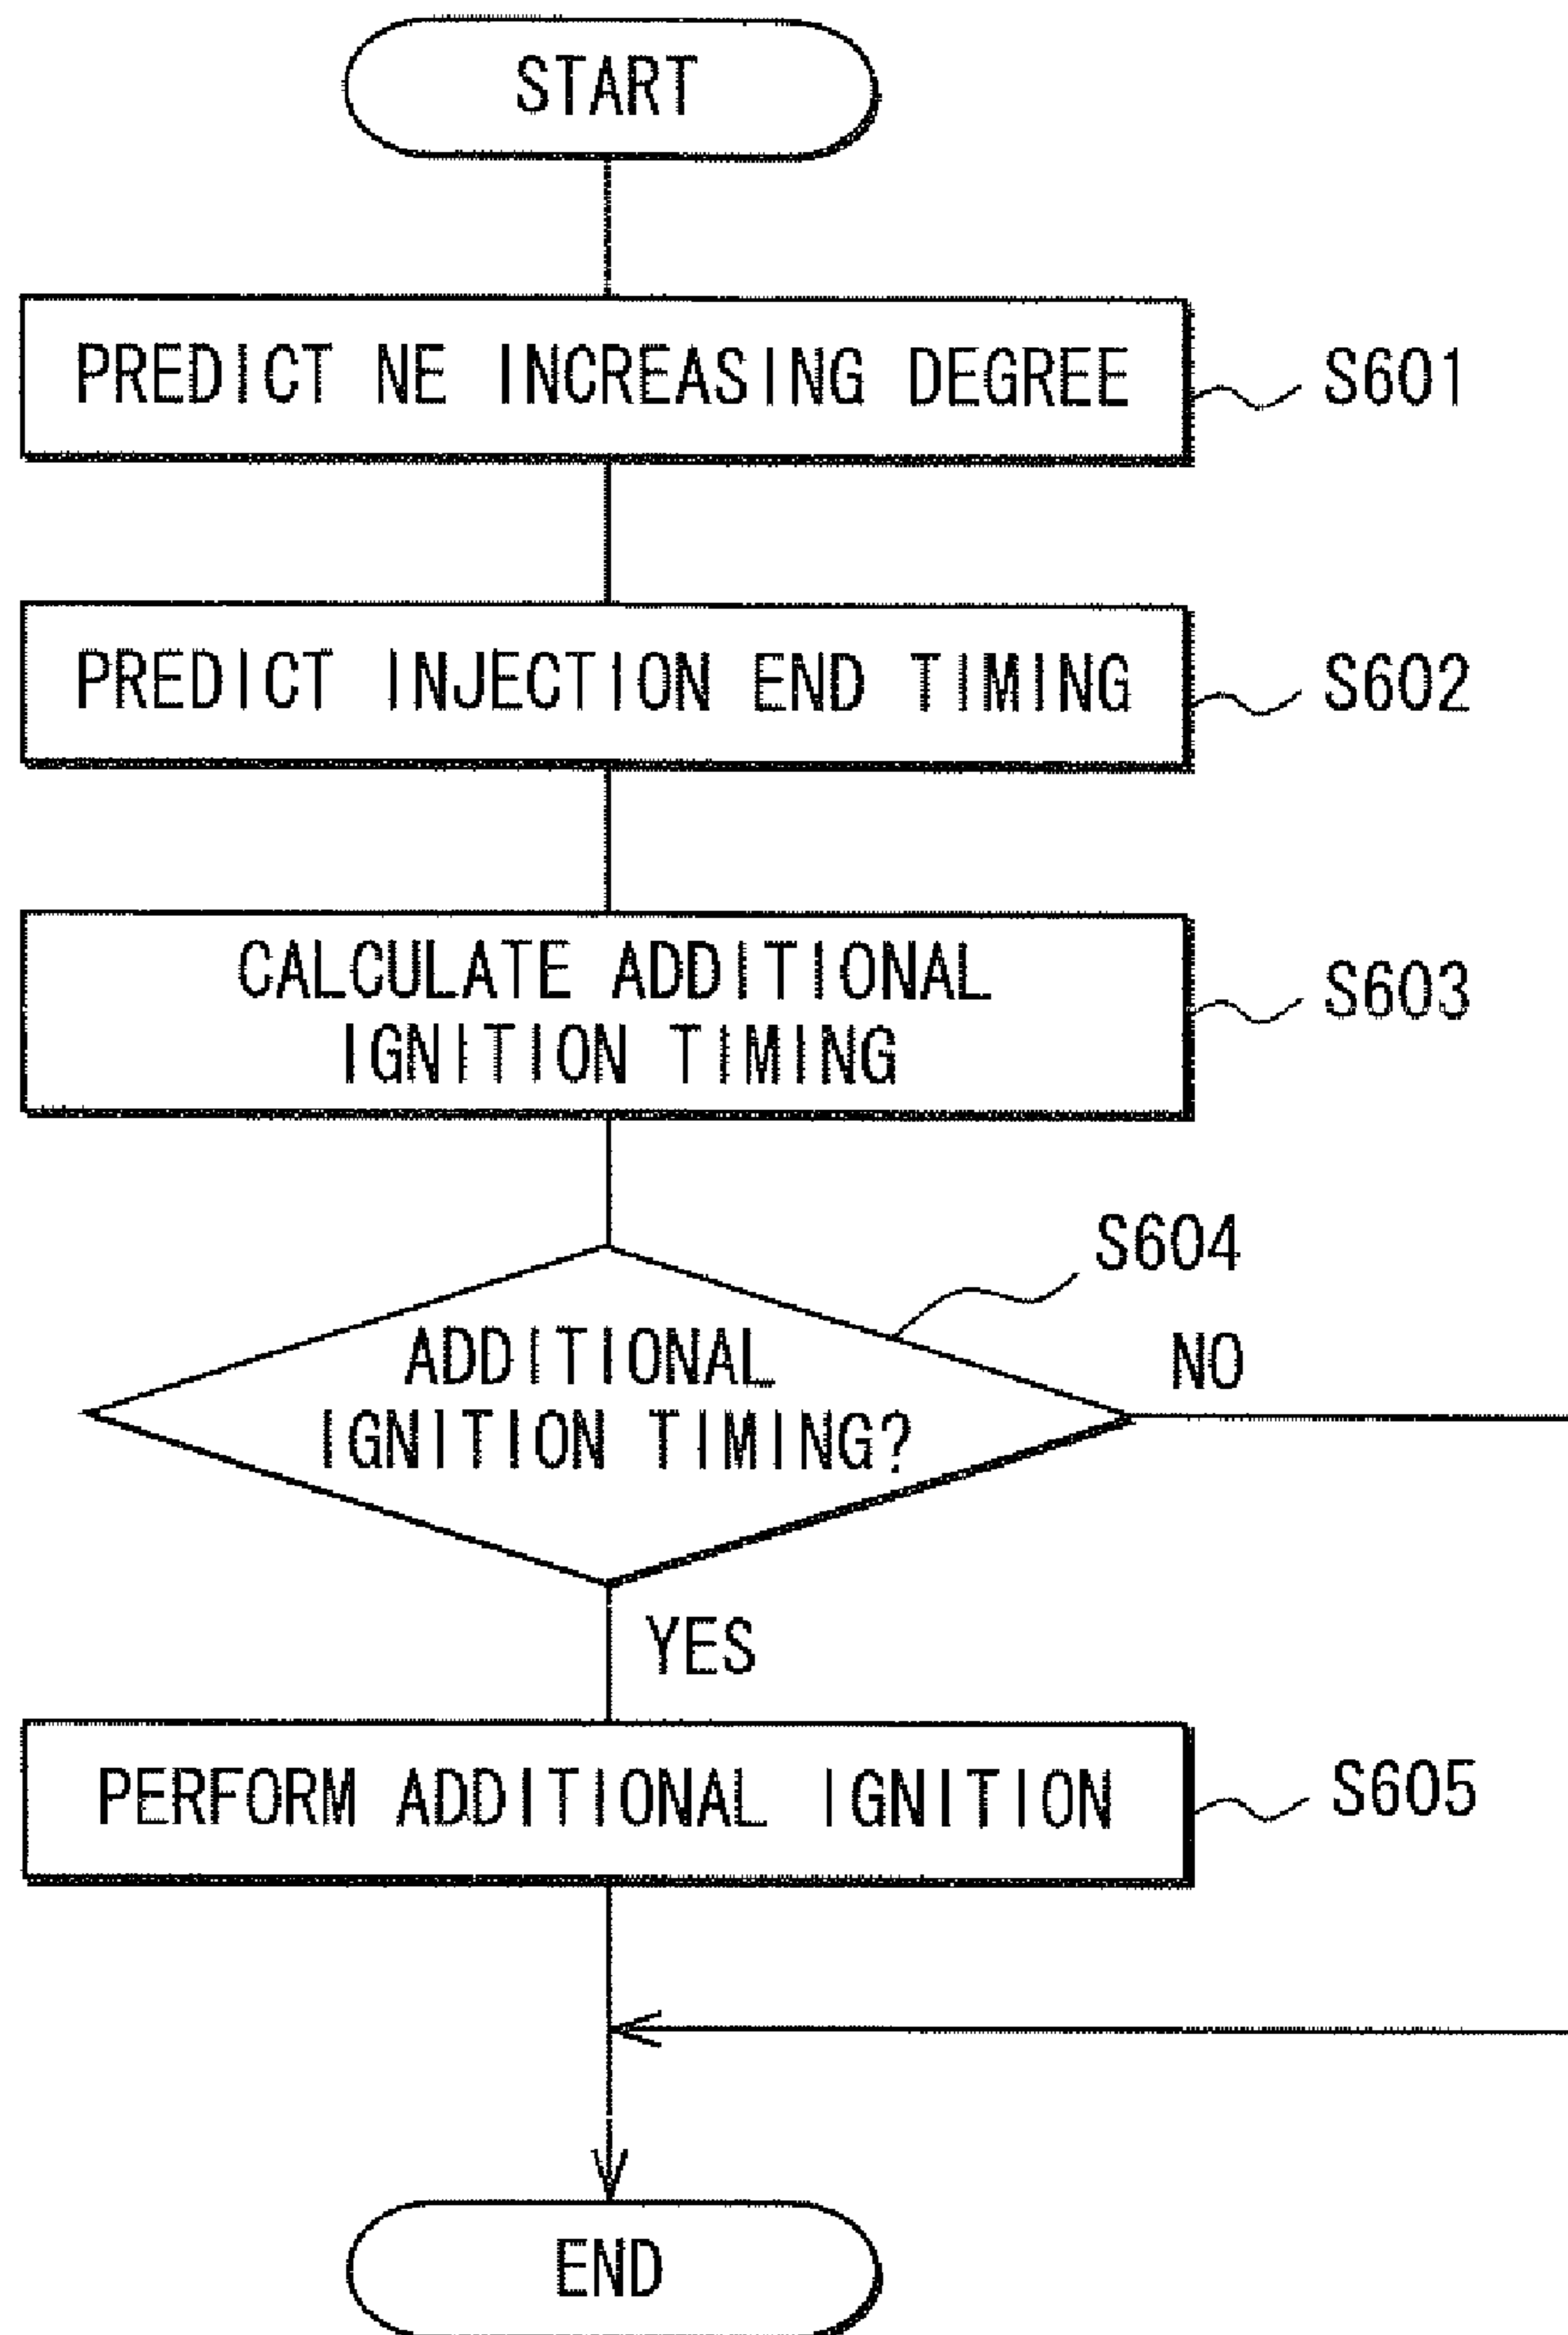 START
PREDICT NE INCREASING DEGREE
S601
PREDICT INJECTION END TIMING
S602
CALCULATE ADDITIONAL
IGNITION TIMING
S603
S604
ADDITIONAL
IGNITION TIMING?
NO
YES
PERFORM ADDITIONAL IGNITION
S605
END